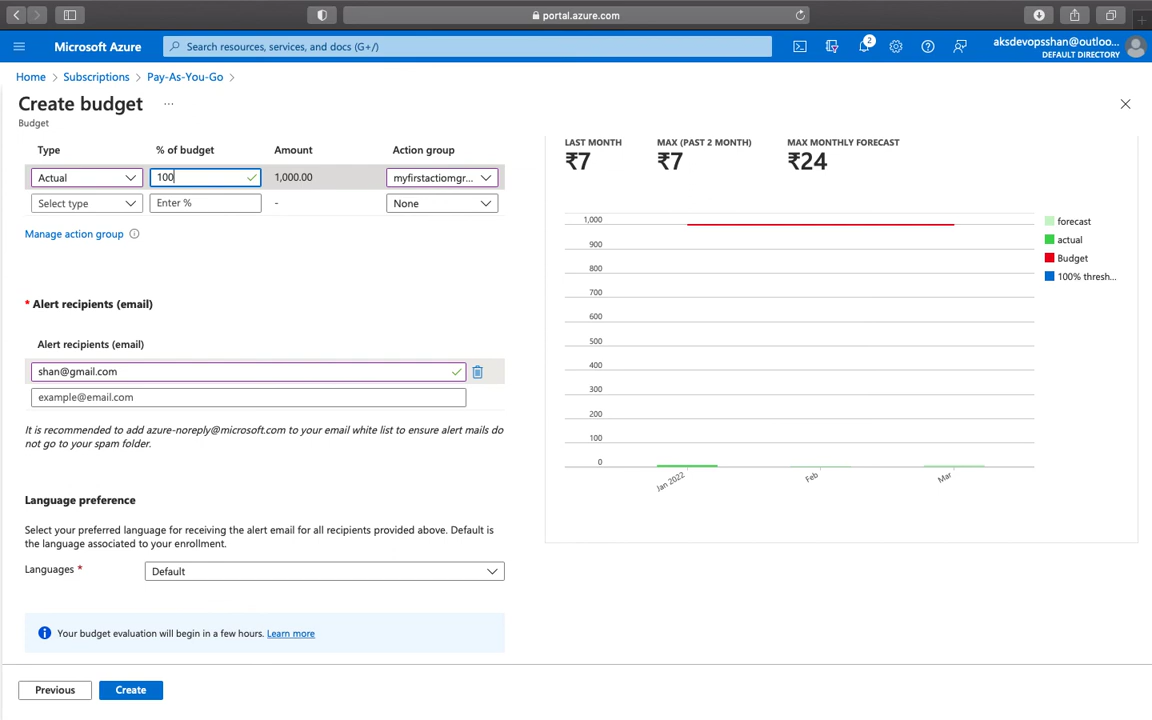 portal.azure.com
Microsoft Azure
Search resources, services, and docs (G+/)
2
aksdevopsshan@outloo...
DEFAULT DIRECTORY
Home > Subscriptions > Pay-As-You-Go >
Create budget ...
Budget
Type % of budget Amount Action group
Actual 100 1,000.00 myfirstactiomgr...
Select type Enter % - None
Manage action group
* Alert recipients (email)
Alert recipients (email)
shan@gmail.com
example@email.com
It is recommended to add azure-noreply@microsoft.com to your email white list to ensure alert mails do
not go to your spam folder.
Language preference
Select your preferred language for receiving the alert email for all recipients provided above. Default is
the language associated to your enrollment.
Languages * Default
Your budget evaluation will begin in a few hours. Learn more
Previous Create
LAST MONTH MAX (PAST 2 MONTH) MAX MONTHLY FORECAST
₹7 ₹7 ₹24
1,000
900
800
700
600
500
400
300
200
100
0
Jan 2022 Feb Mar
forecast
actual
Budget
100% thresh...